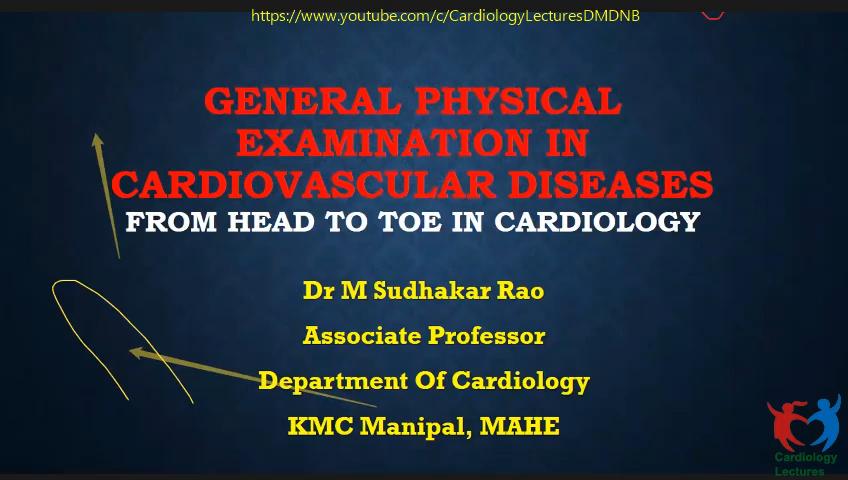 https://www.youtube.com/c/CardiologyLecturesDMDNB
GENERAL PHYSICAL
EXAMINATION IN
CARDIOVASCULAR DISEASES
FROM HEAD TO TOE IN CARDIOLOGY
Dr M Sudhakar Rao
Associate Professor
Department Of Cardiology
KMC Manipal, MAHE
Cardiology
Lectures